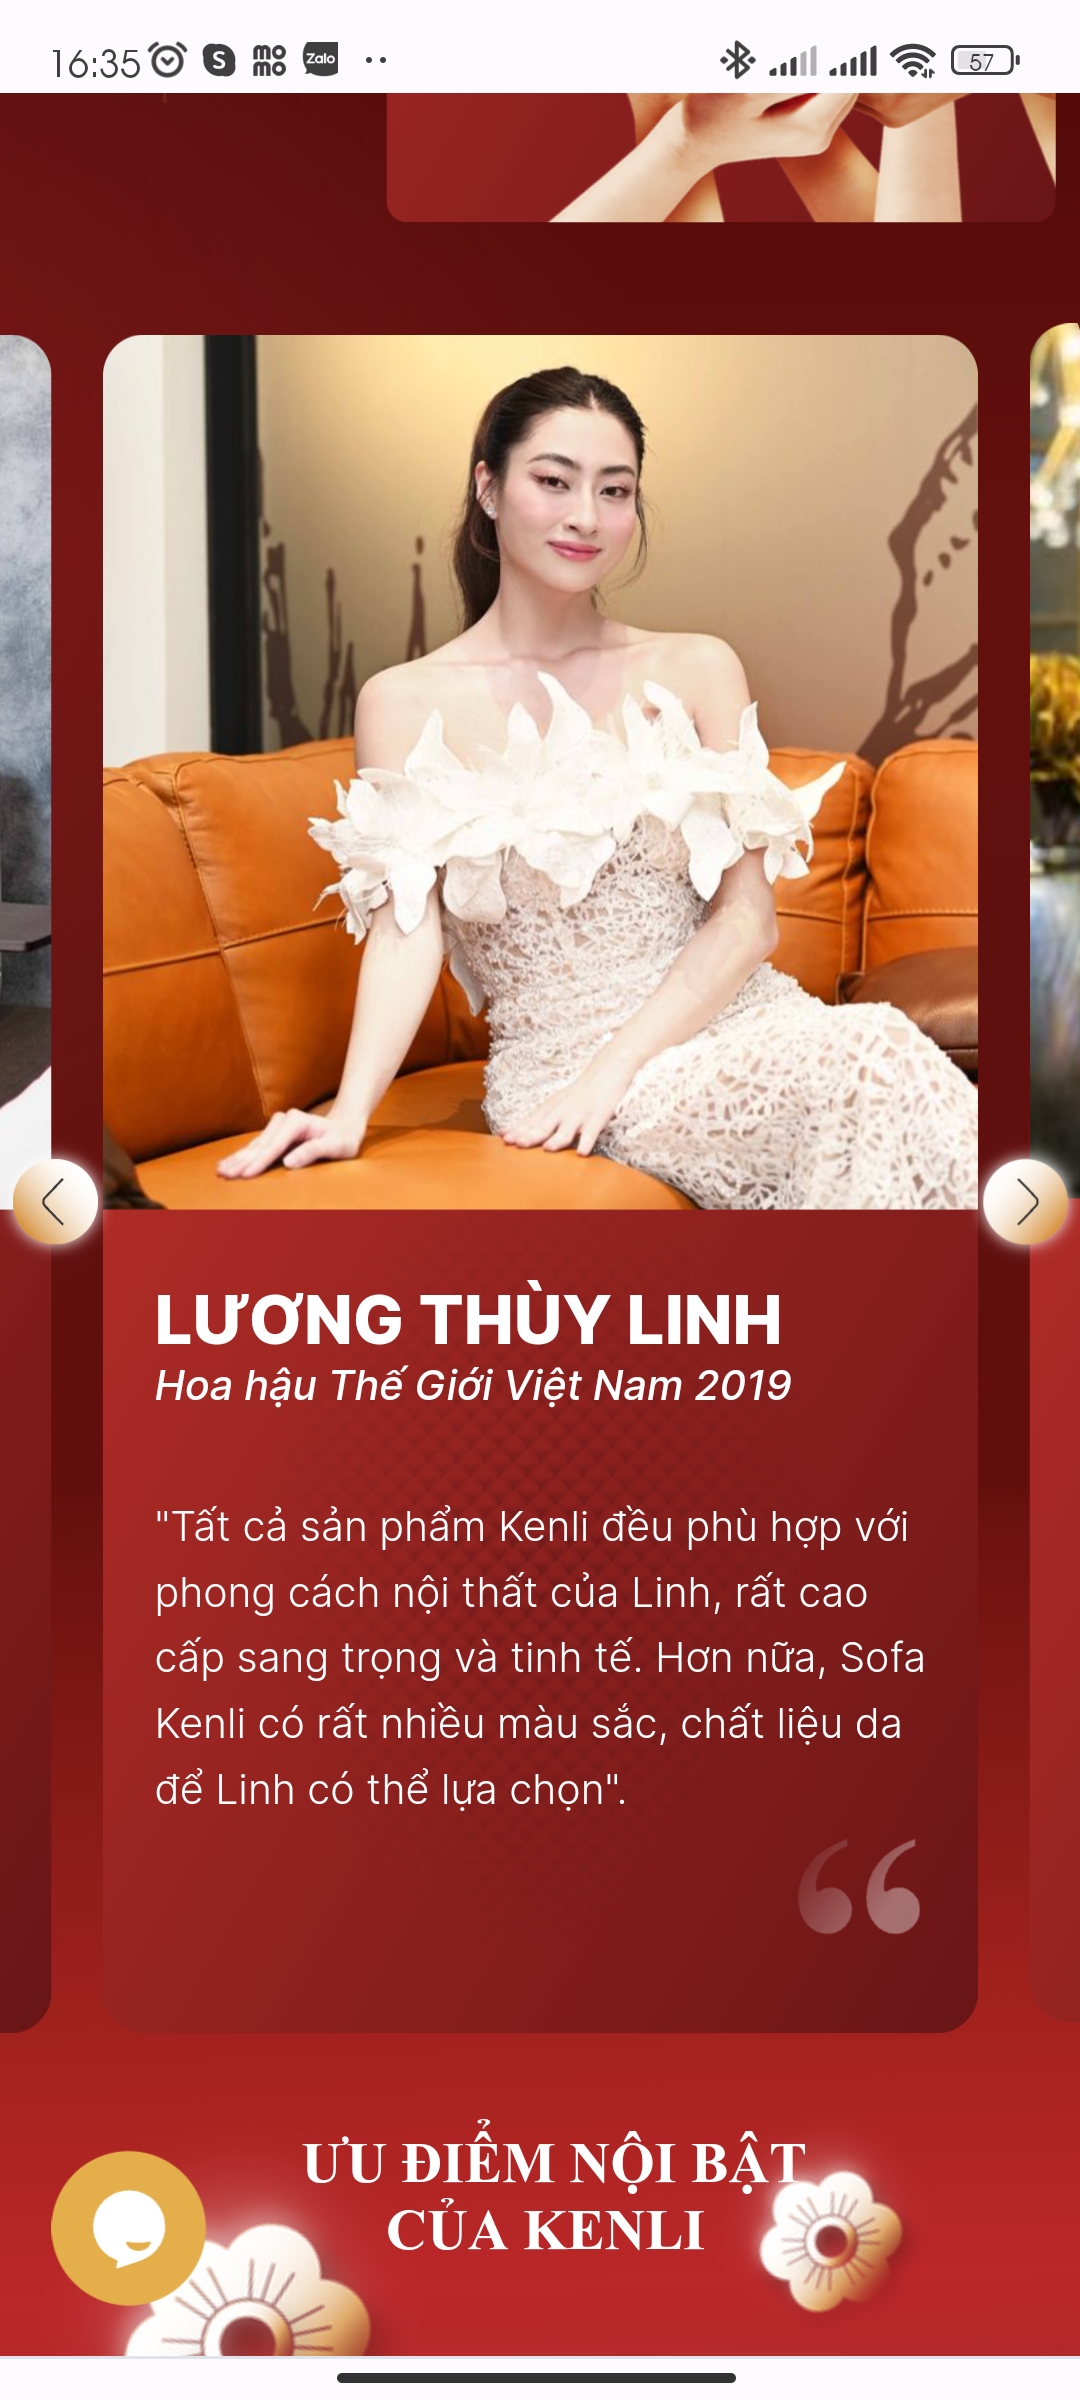 16:35
S
mo
mo
Zalo
57
LƯƠNG THÙY LINH
Hoa hậu Thế Giới Việt Nam 2019
"Tất cả sản phẩm Kenli đều phù hợp với
phong cách nội thất của Linh, rất cao
cấp sang trọng và tinh tế. Hơn nữa, Sofa
Kenli có rất nhiều màu sắc, chất liệu da
để Linh có thể lựa chọn".
“
ƯU ĐIỂM NỘI BẬT
CỦA KENLI